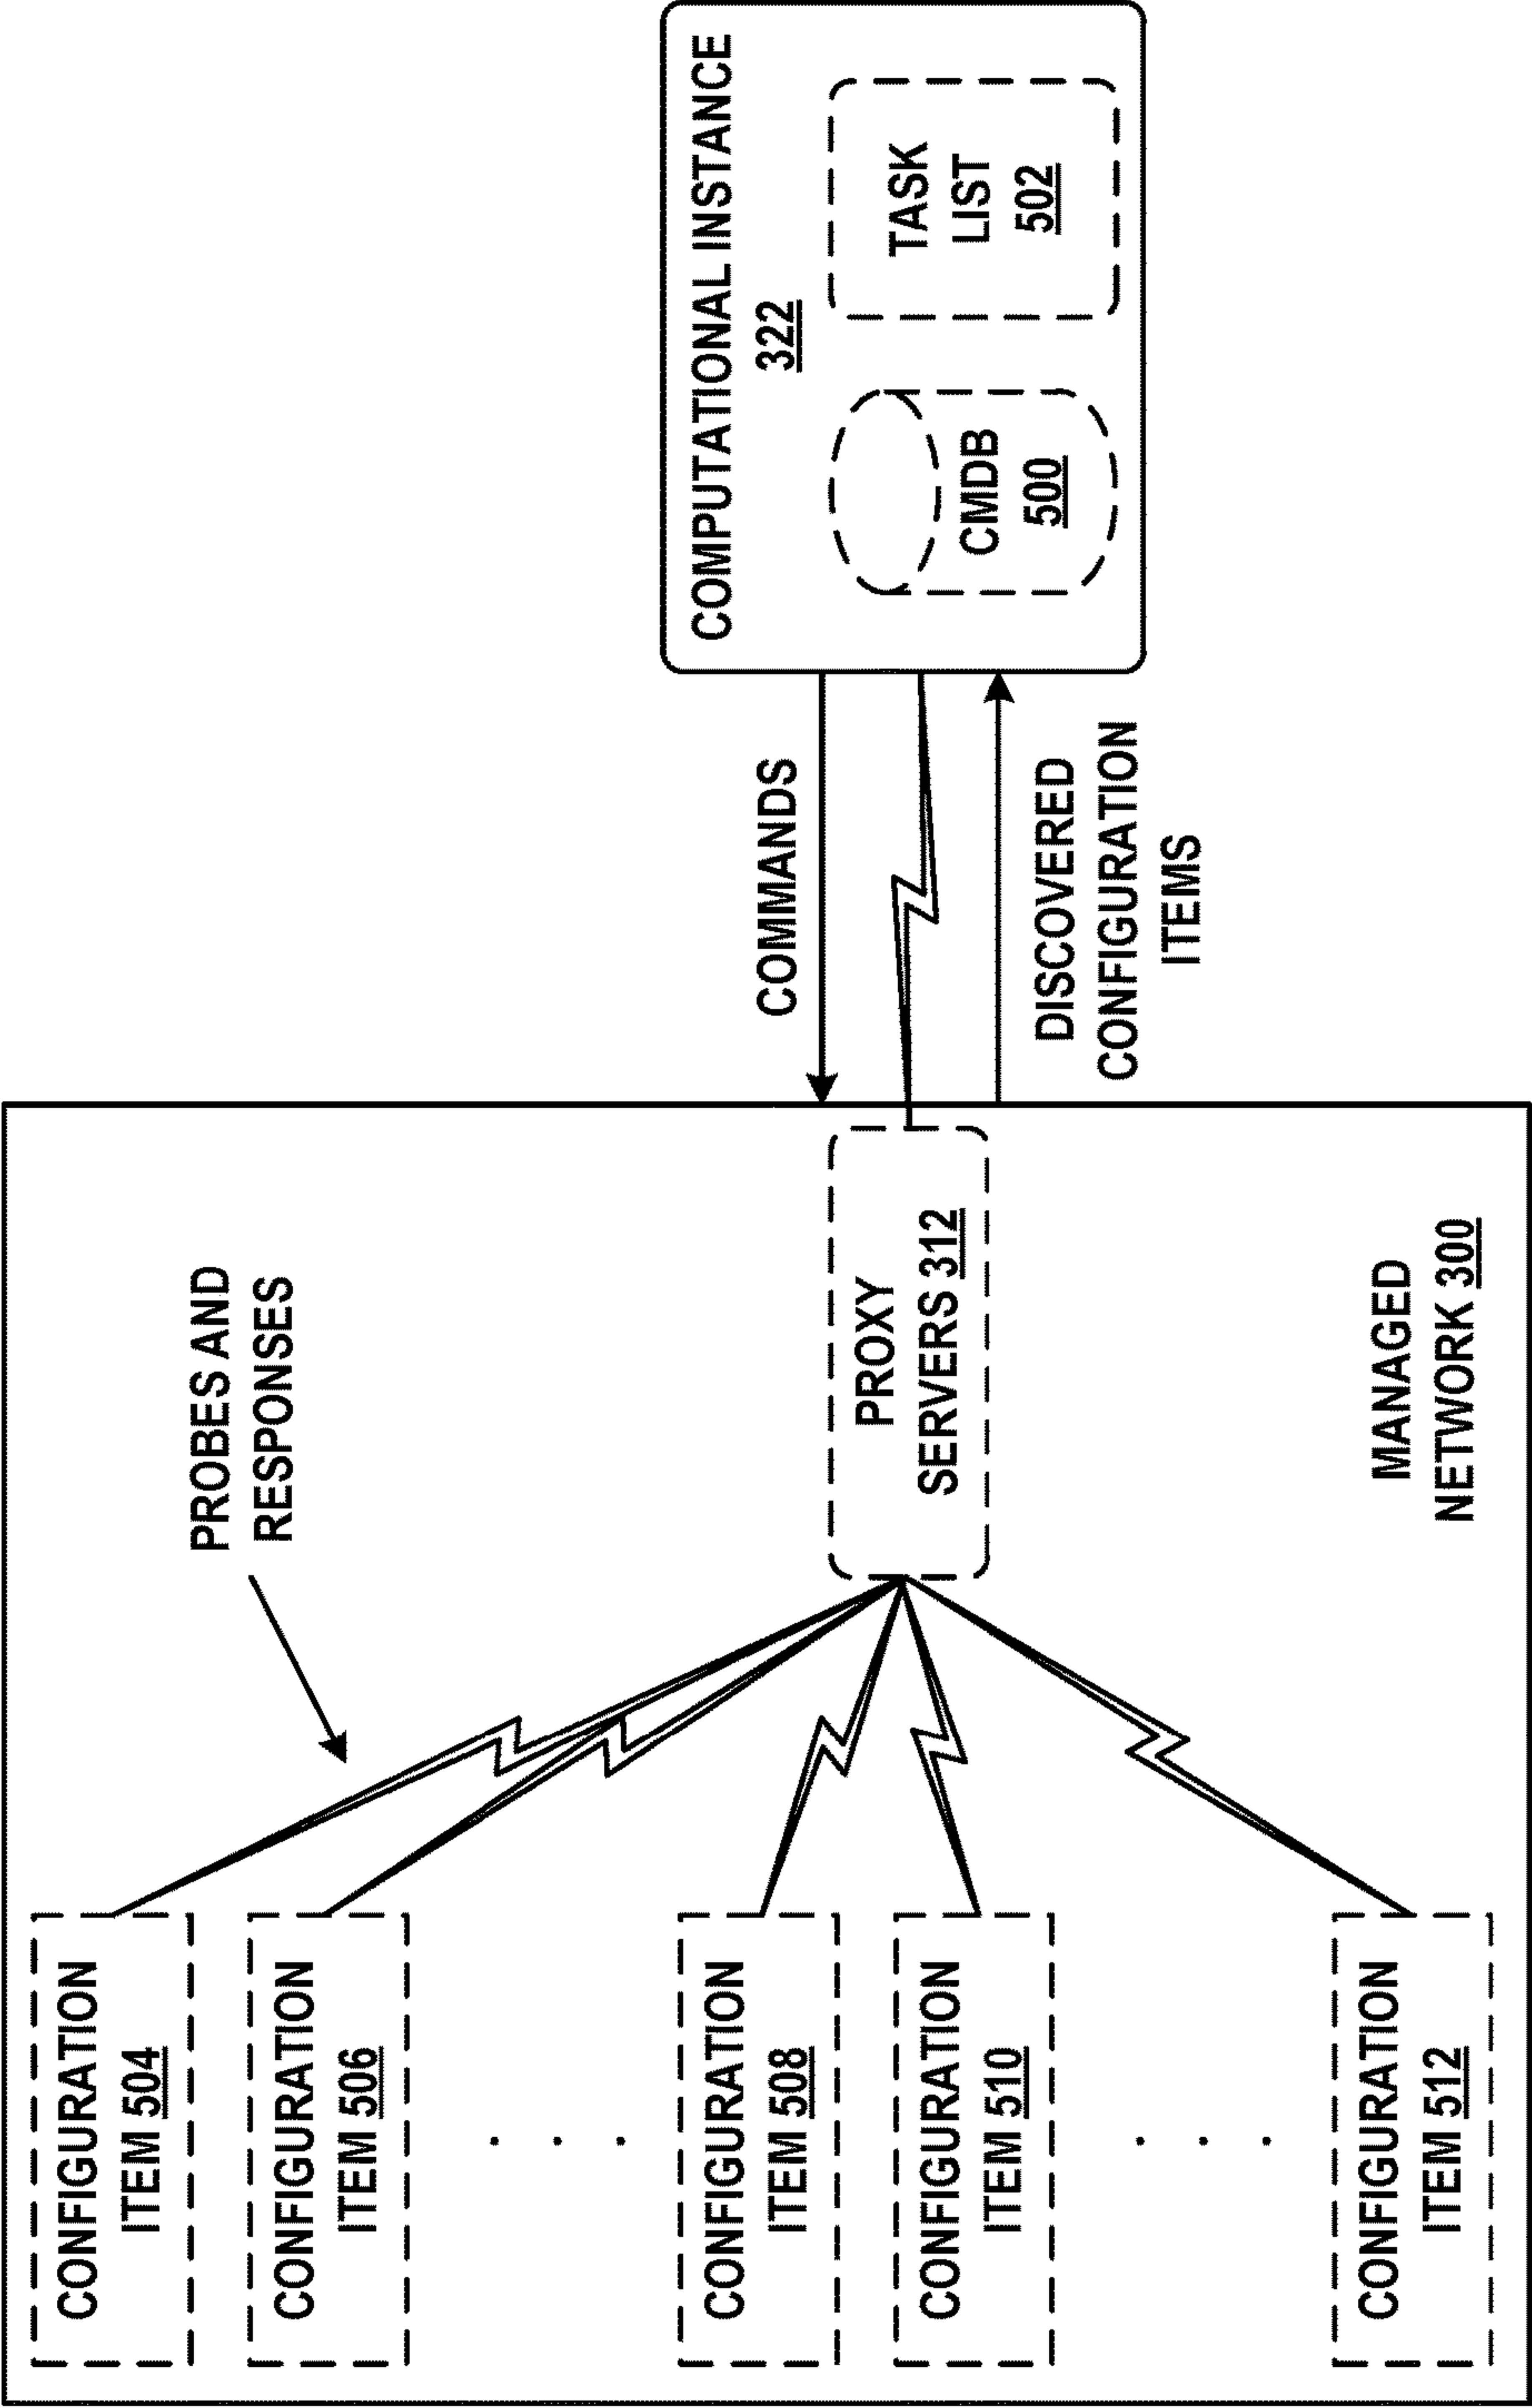 COMPUTATIONAL INSTANCE
322
CMDB
500
TASK
LIST
502
COMMANDS
DISCOVERED
CONFIGURATION
ITEMS
PROBES AND
RESPONSES
PROXY
SERVERS 312
MANAGED
NETWORK 300
CONFIGURATION
ITEM 504
CONFIGURATION
ITEM 506
. . .
CONFIGURATION
ITEM 508
CONFIGURATION
ITEM 510
. . .
CONFIGURATION
ITEM 512